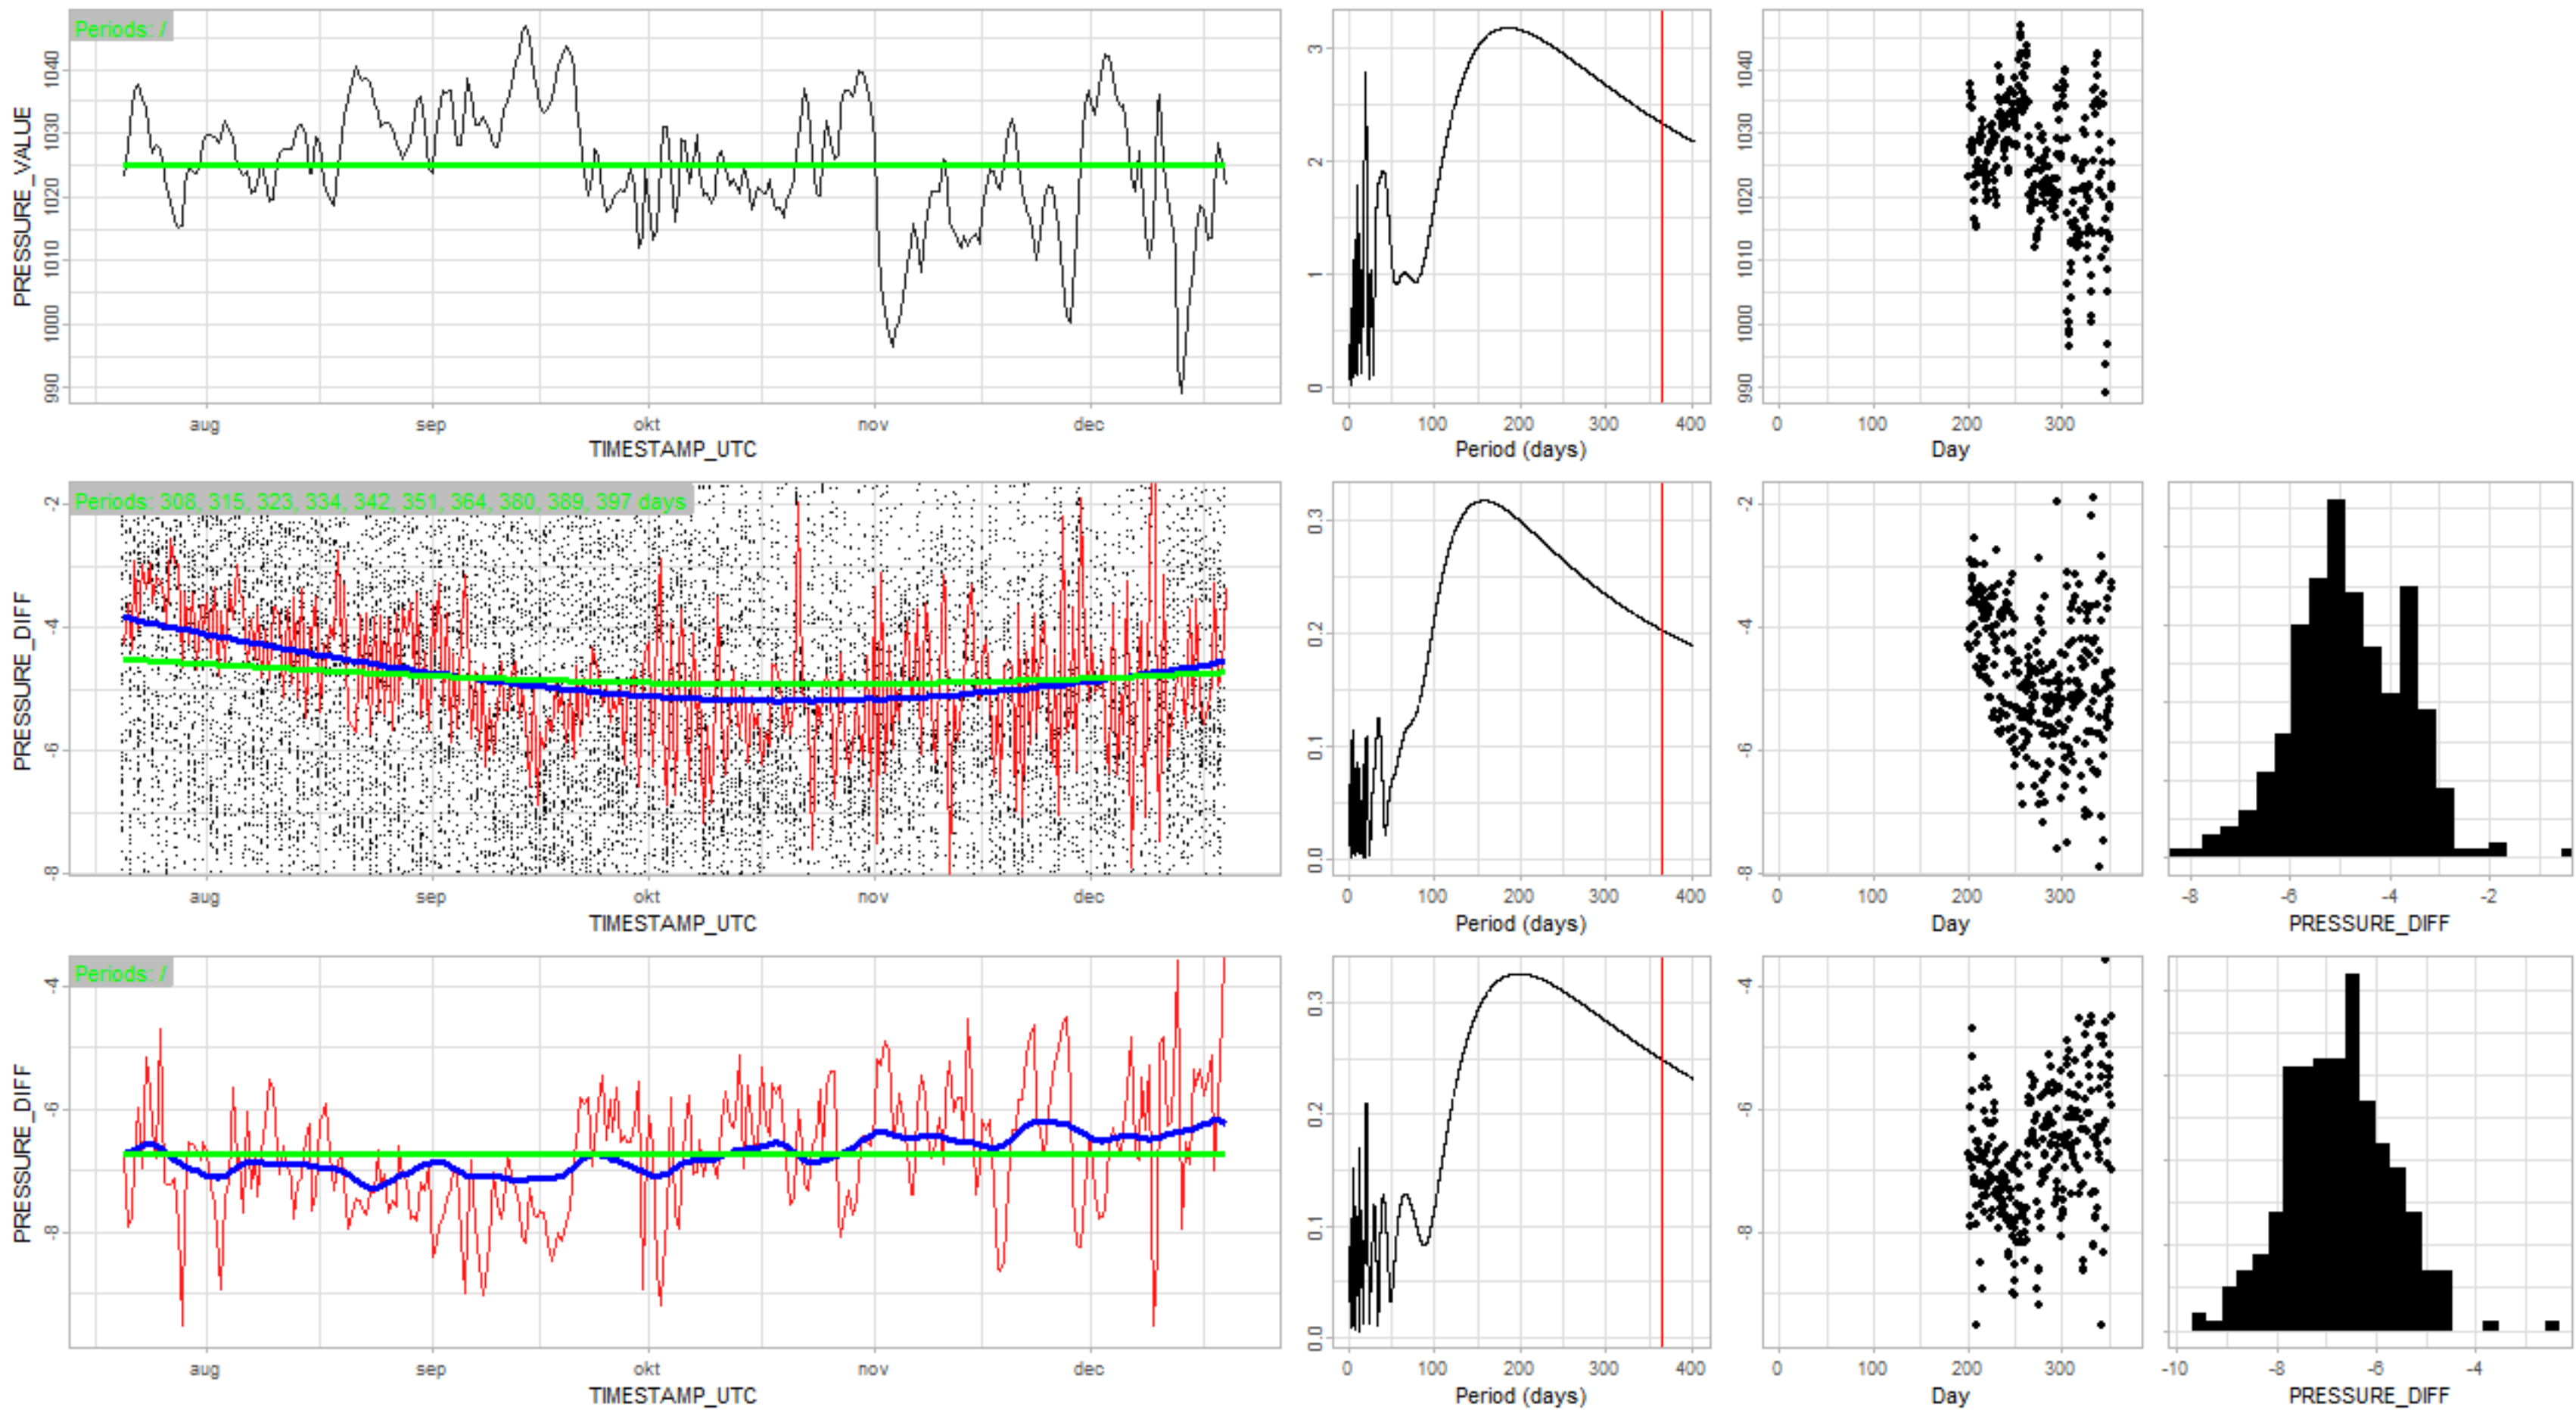 Periods: /
PRESSURE_VALUE
990 1000 1010 1020 1030 1040
aug sep okt nov dec
TIMESTAMP_UTC
0 1 2 3
0 100 200 300 400
Period (days)
990 1000 1010 1020 1030 1040
0 100 200 300
Day
Periods: 308, 315, 323, 334, 342, 351, 364, 380, 389, 397 days
PRESSURE_DIFF
-8 -6 -4 -2
aug sep okt nov dec
TIMESTAMP_UTC
0.0 0.1 0.2 0.3
0 100 200 300 400
Period (days)
-8 -6 -4 -2
0 100 200 300
Day
-8 -6 -4 -2
PRESSURE_DIFF
Periods: /
PRESSURE_DIFF
-8 -6 -4
aug sep okt nov dec
TIMESTAMP_UTC
0.0 0.1 0.2 0.3
0 100 200 300 400
Period (days)
-8 -6 -4
0 100 200 300
Day
-10 -8 -6 -4
PRESSURE_DIFF